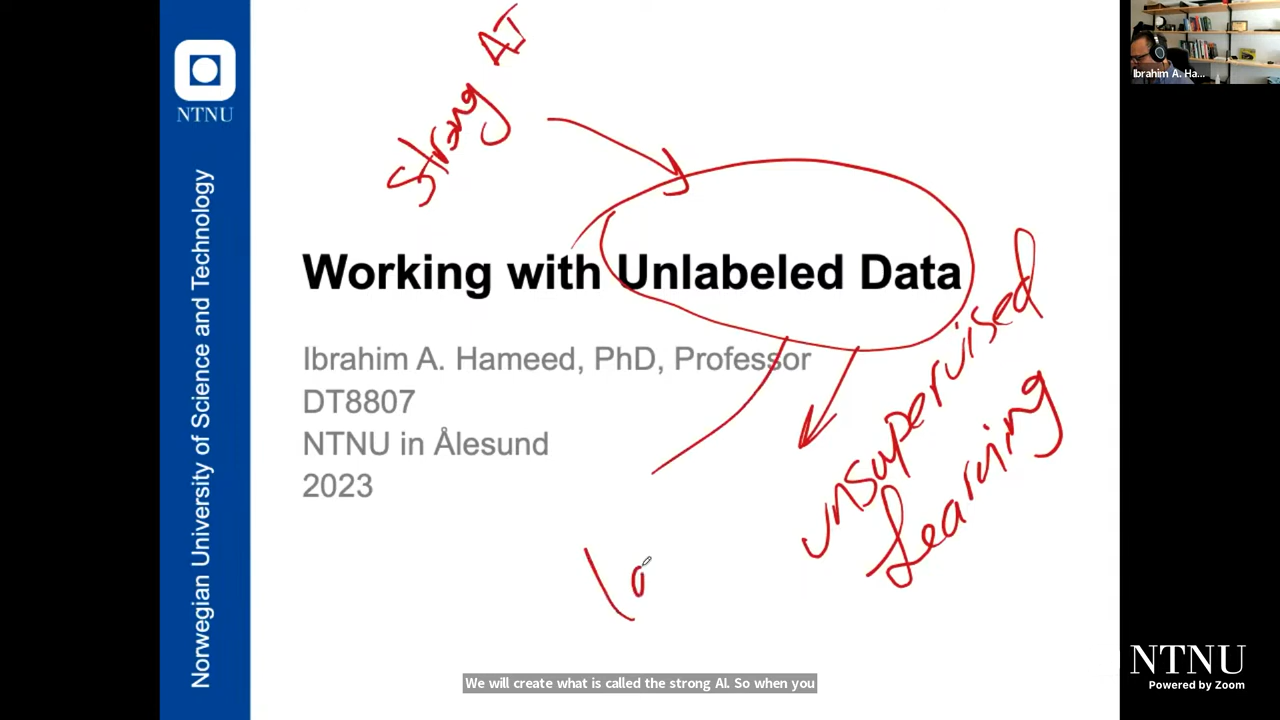 Strong AI
Ibrahim A. Ha...
NTNU
Norwegian University of Science and Technology
Working with Unlabeled Data
Ibrahim A. Hameed, PhD, Professor
DT8807
NTNU in Ålesund
2023
unsupervised
Learning
We will create what is called the strong AI. So when you
NTNU
Powered by Zoom